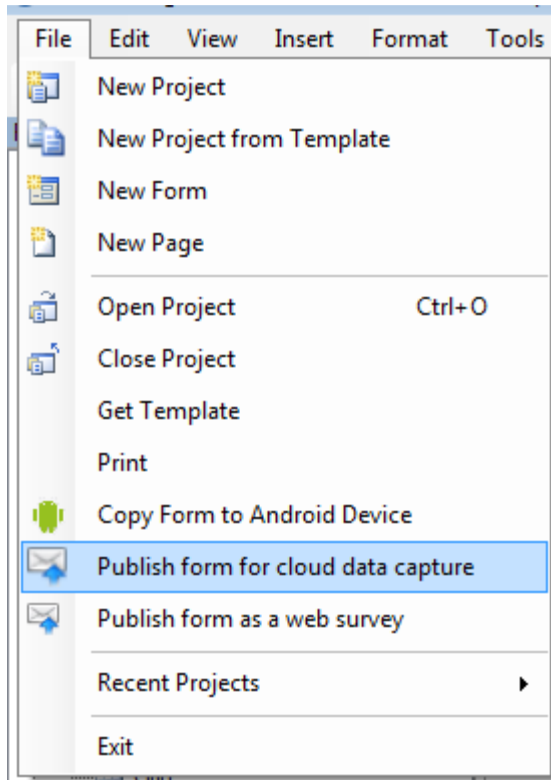 File Edit View Insert Format Tools
New Project
New Project from Template
New Form
New Page
Open Project Ctrl+O
Close Project
Get Template
Print
Copy Form to Android Device
Publish form for cloud data capture
Publish form as a web survey
Recent Projects
Exit